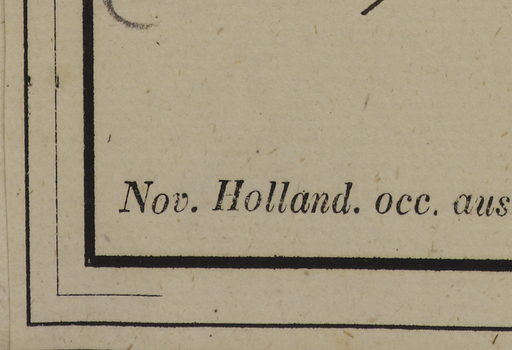 Nov. Holland. occ. aus